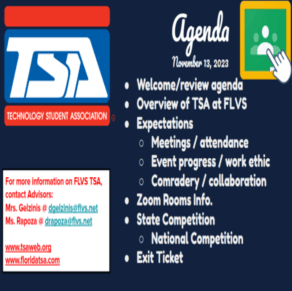 Agenda
November 13, 2023
TSA
TECHNOLOGY STUDENT ASSOCIATION
• Welcome/review agenda
• Overview of TSA at FLVS
• Expectations
○ Meetings / attendance
○ Event progress / work ethic
○ Comradery / collaboration
• Zoom Rooms Info.
• State Competition
○ National Competition
• Exit Ticket
For more information on FLVS TSA,
contact Advisors:
Mrs. Gelzinis @ dgelzinis@flvs.net
Ms. Rapoza @ drapoza@flvs.net
www.tsaweb.org
www.floridatsa.com